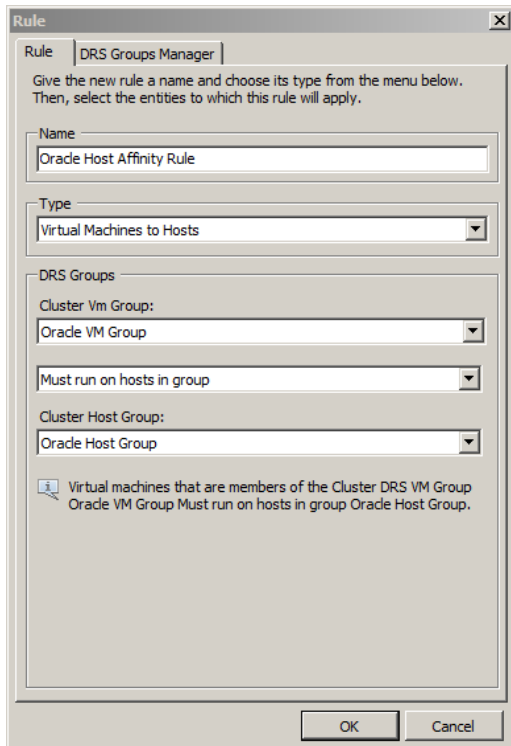 Rule
Rule
DRS Groups Manager
Give the new rule a name and choose its type from the menu below.
Then, select the entities to which this rule will apply.
Name
Oracle Host Affinity Rule
Type
Virtual Machines to Hosts
DRS Groups
Cluster Vm Group:
Oracle VM Group
Must run on hosts in group
Cluster Host Group:
Oracle Host Group
Virtual machines that are members of the Cluster DRS VM Group
Oracle VM Group Must run on hosts in group Oracle Host Group.
OK
Cancel